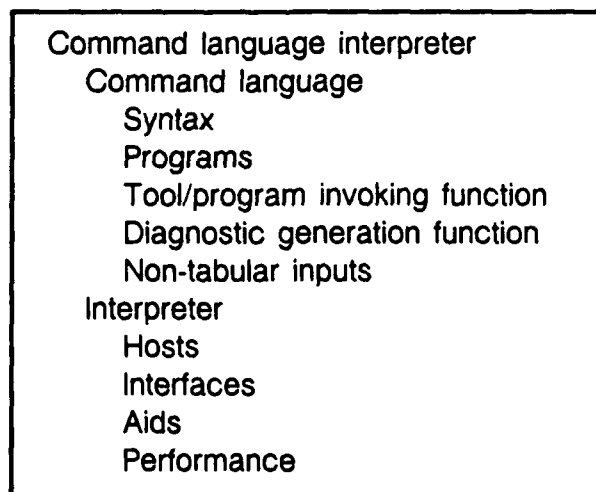 Command language interpreter
Command language
Syntax
Programs
Tool/program invoking function
Diagnostic generation function
Non-tabular inputs
Interpreter
Hosts
Interfaces
Aids
Performance